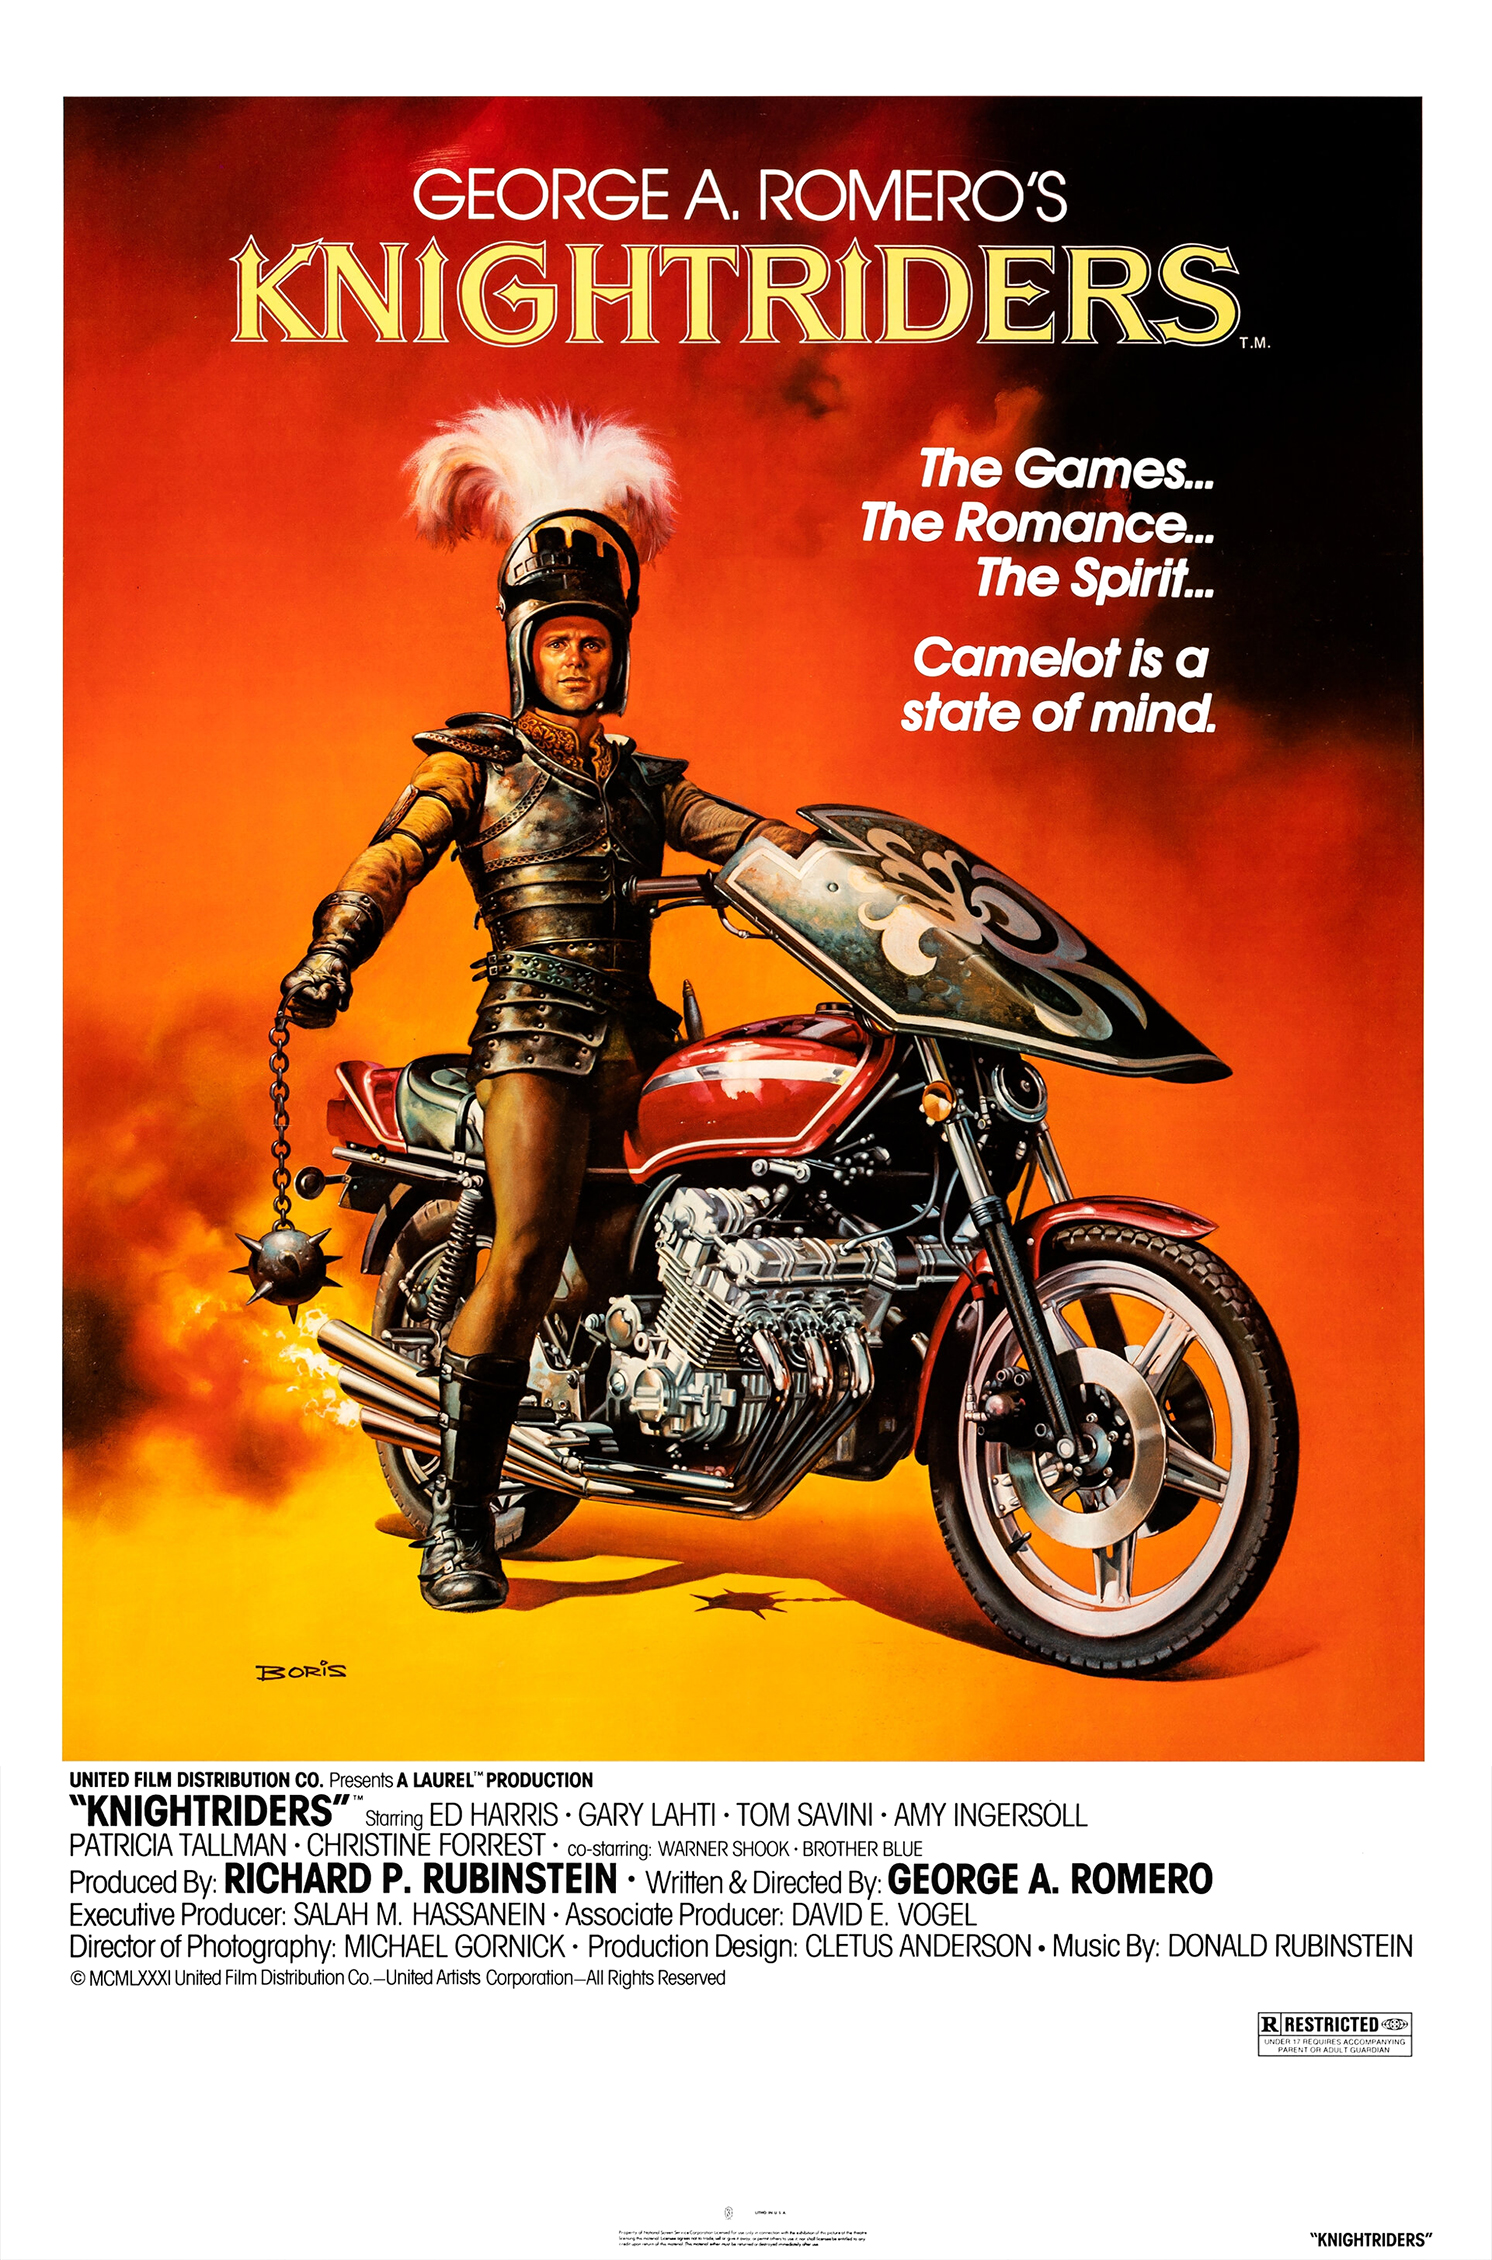 GEORGE A. ROMERO'S
KNIGHTRIDERS T.M.
The Games...
The Romance...
The Spirit...
Camelot is a
state of mind.
BORIS
UNITED FILM DISTRIBUTION CO. Presents A LAUREL™ PRODUCTION
"KNIGHTRIDERS"™ Starring ED HARRIS • GARY LAHTI • TOM SAVINI • AMY INGERSOLL
PATRICIA TALLMAN • CHRISTINE FORREST • co-starring: WARNER SHOOK • BROTHER BLUE
Produced By: RICHARD P. RUBINSTEIN • Written & Directed By: GEORGE A. ROMERO
Executive Producer: SALAH M. HASSANEIN • Associate Producer: DAVID E. VOGEL
Director of Photography: MICHAEL GORNICK • Production Design: CLETUS ANDERSON • Music By: DONALD RUBINSTEIN
© MCMLXXXI United Film Distribution Co.—United Artists Corporation—All Rights Reserved
R RESTRICTED
UNDER 17 REQUIRES ACCOMPANYING
PARENT OR ADULT GUARDIAN
LITHO IN U.S.A.
"KNIGHTRIDERS"